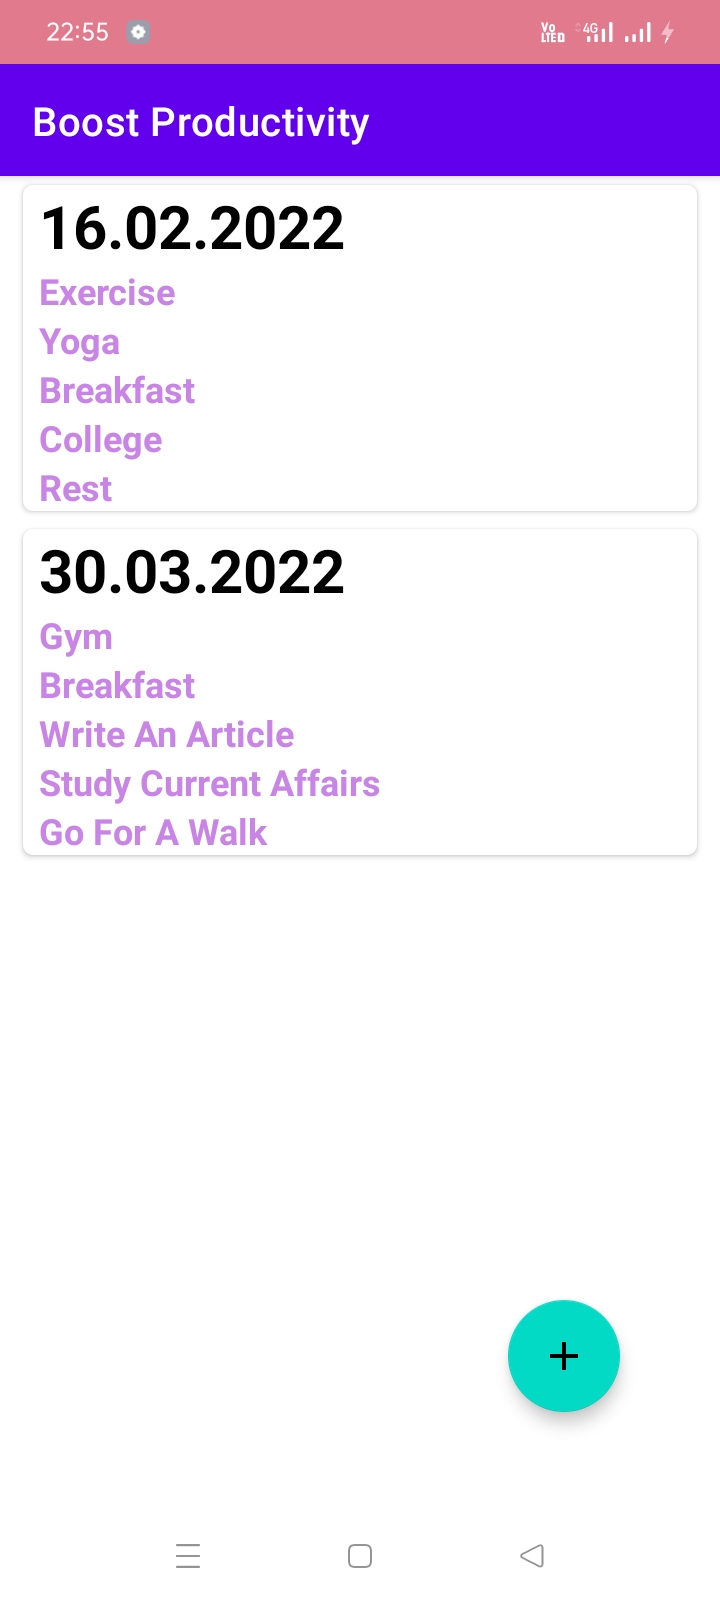 22:55
Vo LTED 4G
Boost Productivity
16.02.2022
Exercise
Yoga
Breakfast
College
Rest
30.03.2022
Gym
Breakfast
Write An Article
Study Current Affairs
Go For A Walk
+